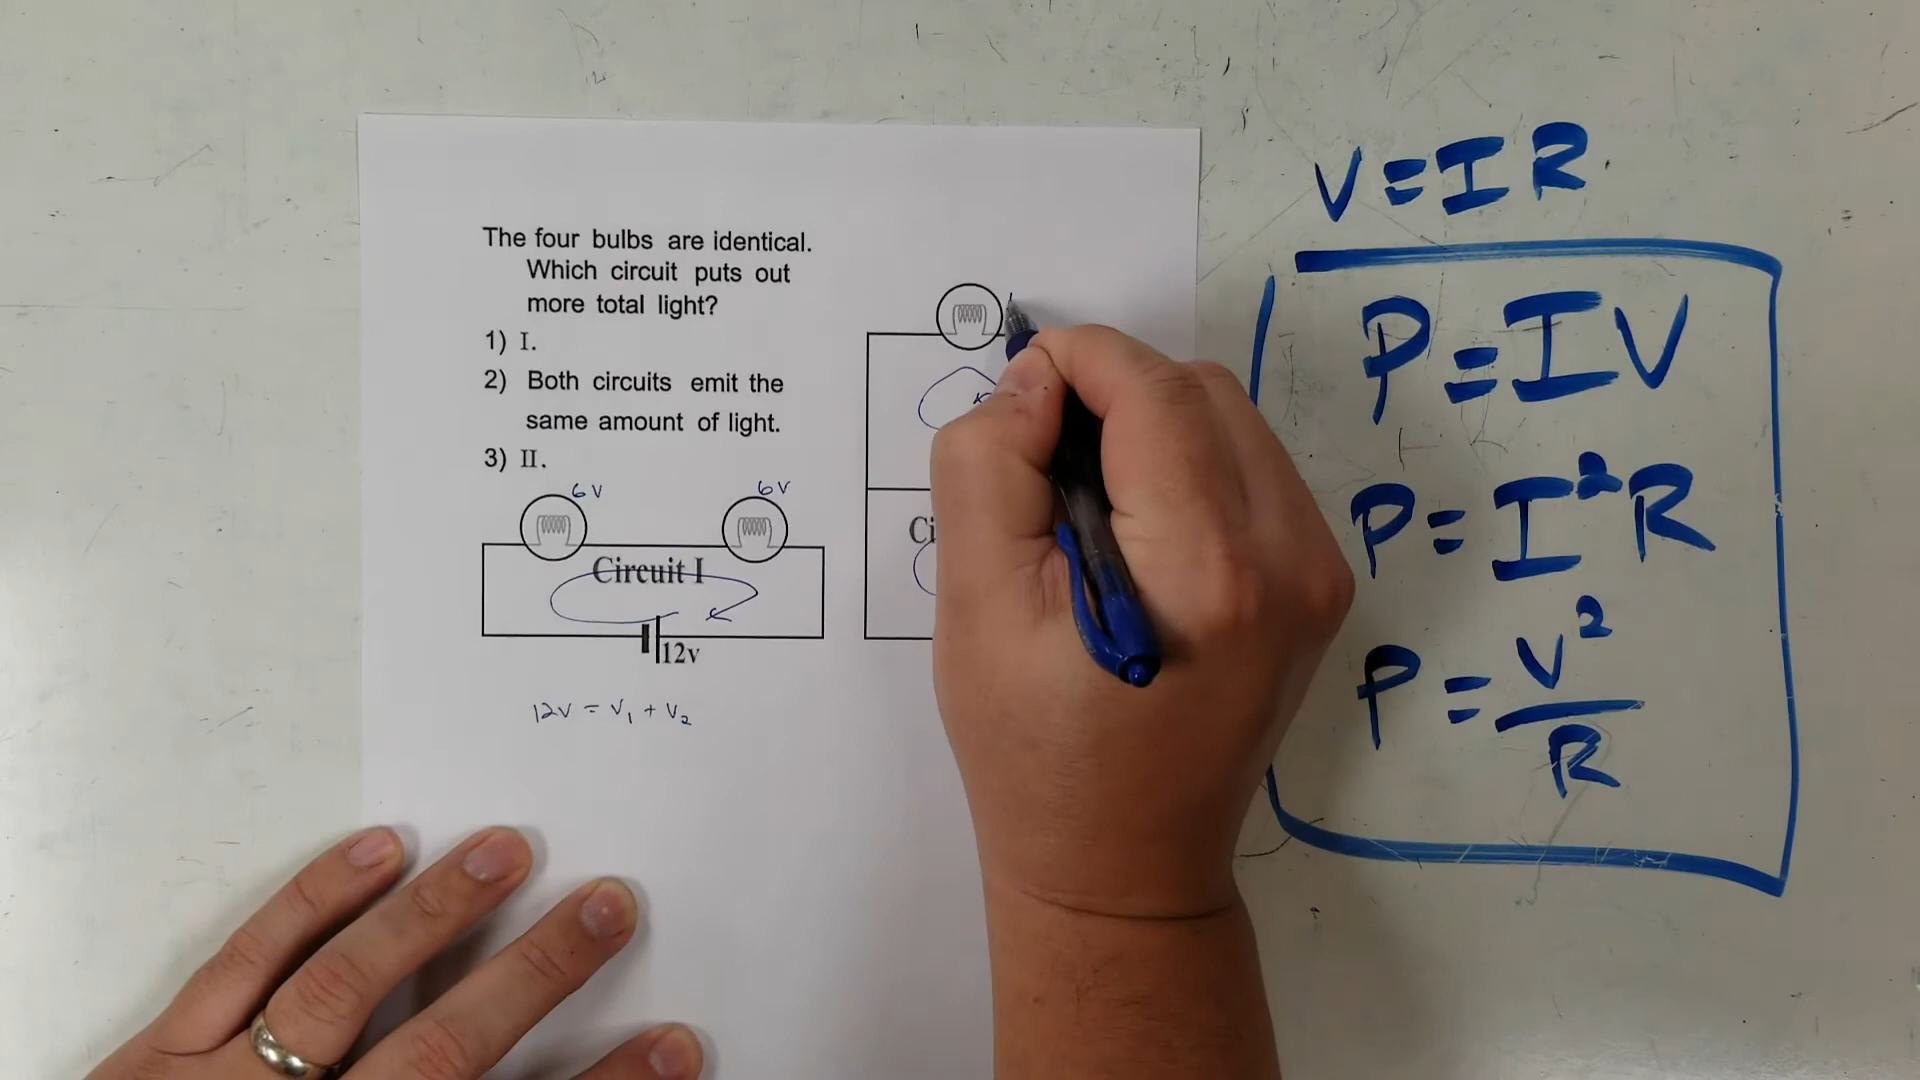 The four bulbs are identical.
Which circuit puts out
more total light?
1) I.
2) Both circuits emit the
same amount of light.
3) II.
6V
6V
Circuit I
12v
12V = V₁ + V₂
Ci
V = IR
P = IV
P = I²R
P = V²/R